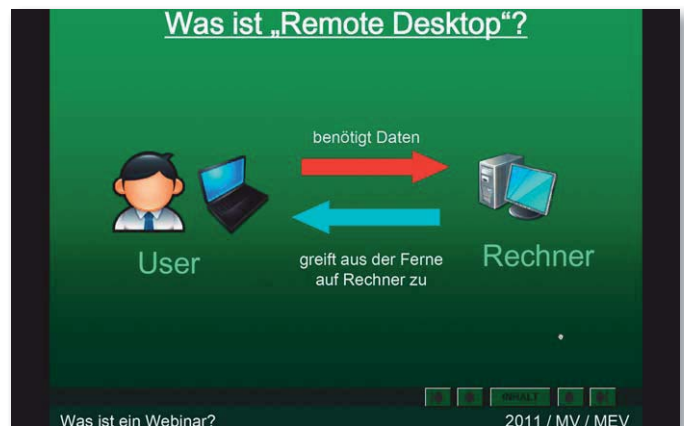 Was ist „Remote Desktop“?
benötigt Daten
User
greift aus der Ferne
auf Rechner zu
Rechner
INHALT
Was ist ein Webinar?
2011 / MV / MEV